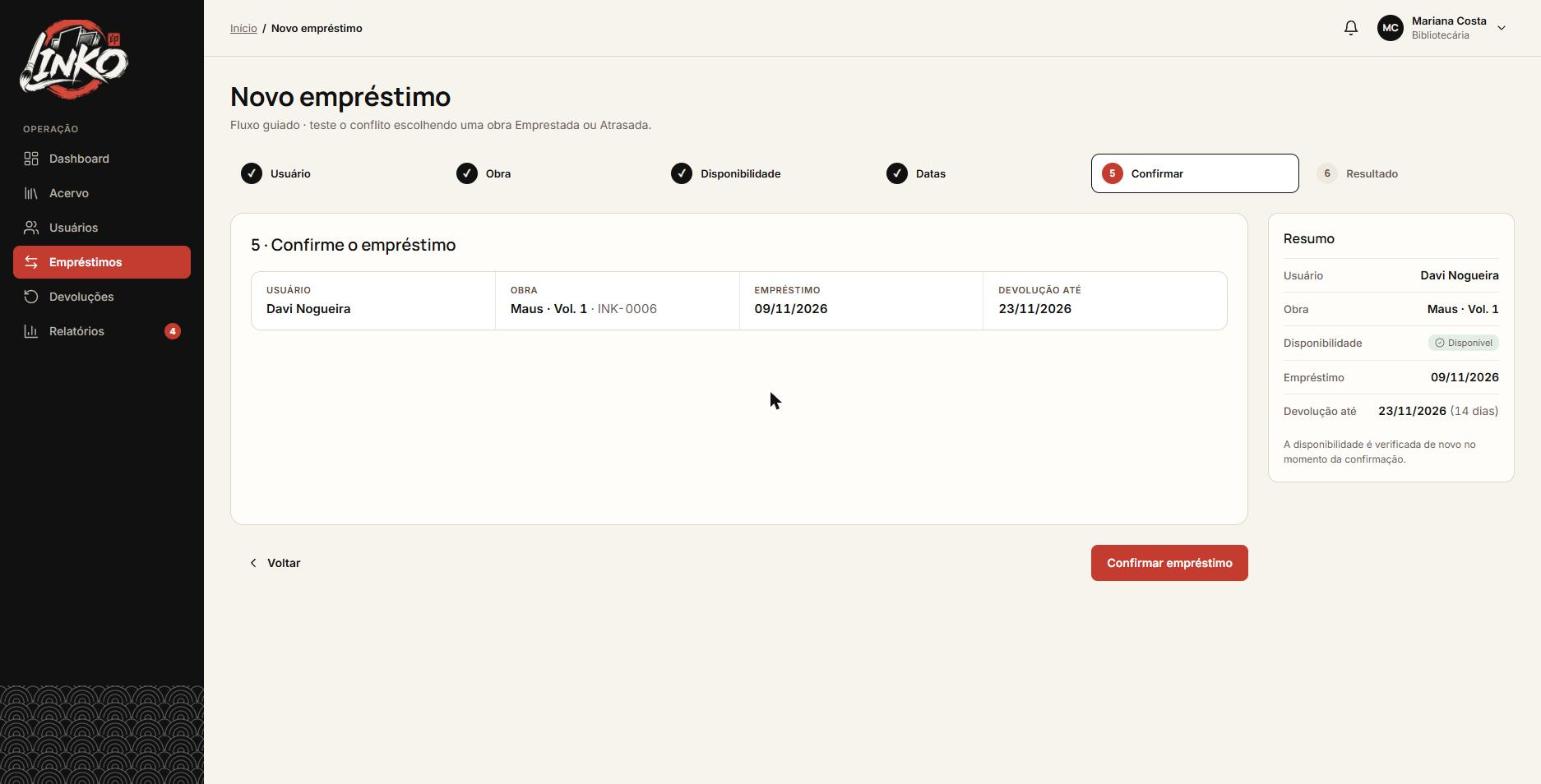 LINKO
OPERAÇÃO
Dashboard
Acervo
Usuários
Empréstimos
Devoluções
Relatórios 4
Início / Novo empréstimo
MC Mariana Costa
Bibliotecária
Novo empréstimo
Fluxo guiado · teste o conflito escolhendo uma obra Emprestada ou Atrasada.
Usuário Obra Disponibilidade Datas 5 Confirmar 6 Resultado
5 · Confirme o empréstimo
USUÁRIO OBRA EMPRÉSTIMO DEVOLUÇÃO ATÉ
Davi Nogueira Maus · Vol. 1 · INK-0006 09/11/2026 23/11/2026
Voltar Confirmar empréstimo
Resumo
Usuário Davi Nogueira
Obra Maus · Vol. 1
Disponibilidade Disponível
Empréstimo 09/11/2026
Devolução até 23/11/2026 (14 dias)
A disponibilidade é verificada de novo no
momento da confirmação.